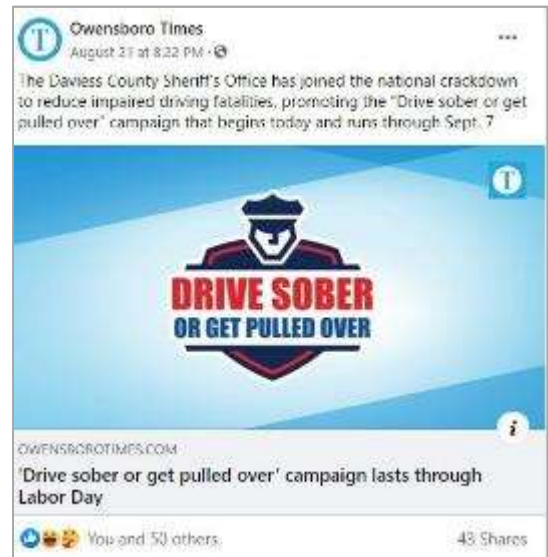 Owensboro Times
August 21 at 8:22 PM ·
The Daviess County Sheriff's Office has joined the national crackdown
to reduce impaired driving fatalities, promoting the "Drive sober or get
pulled over" campaign that begins today and runs through Sept. 7
T
T
DRIVE SOBER
OR GET PULLED OVER
i
OWENSBOROTIMES.COM
'Drive sober or get pulled over' campaign lasts through
Labor Day
You and 50 others
43 Shares